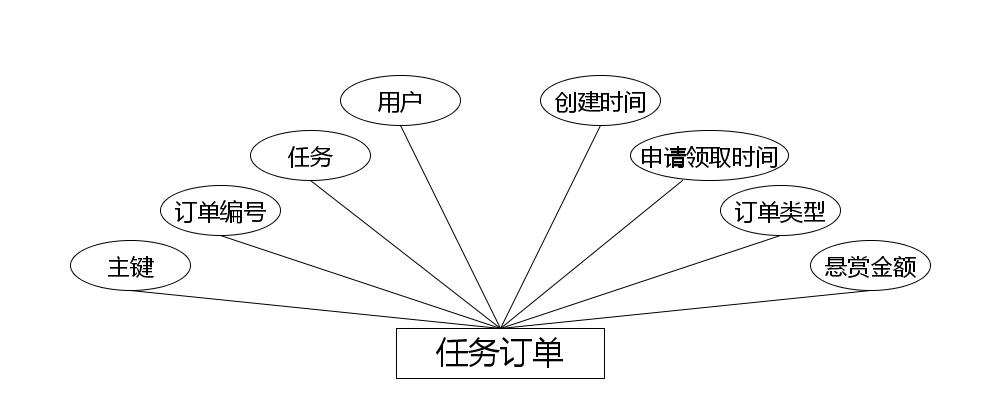 用户
创建时间
任务
申请领取时间
订单编号
订单类型
主键
悬赏金额
任务订单